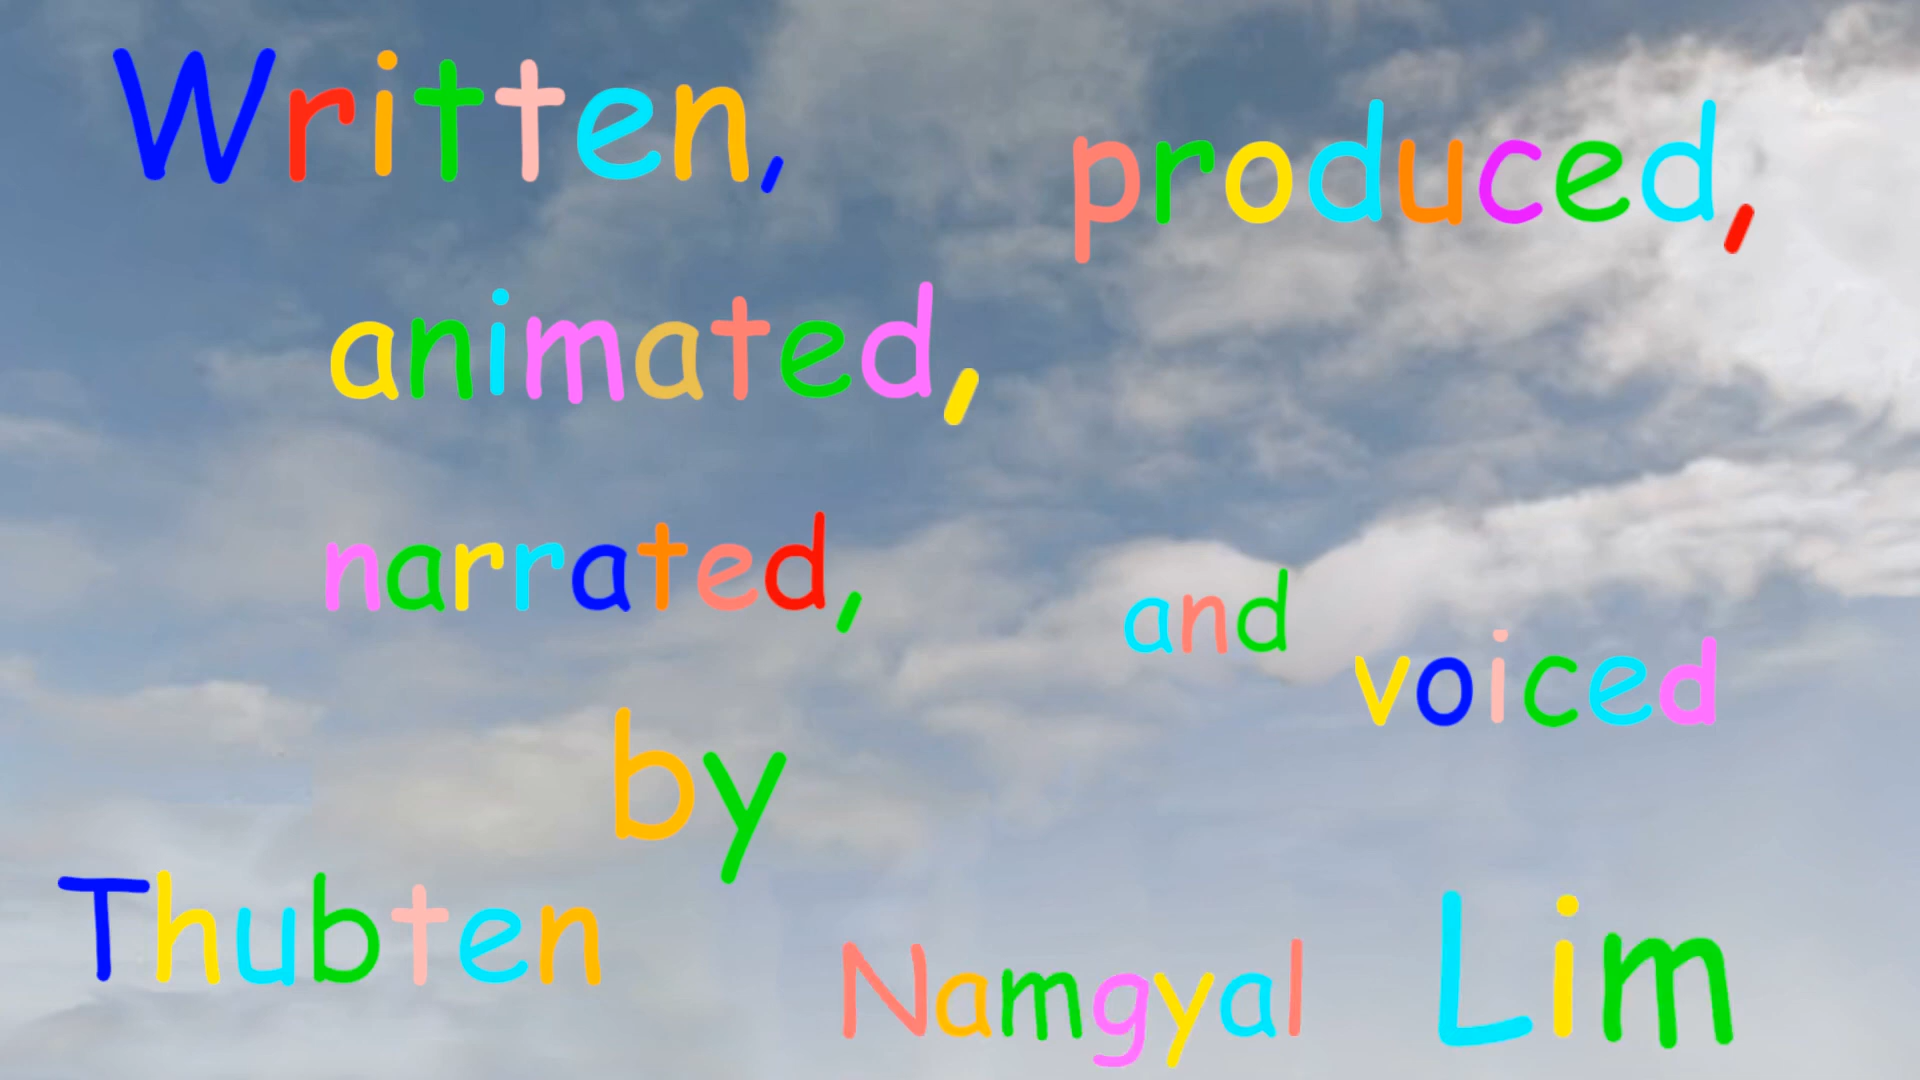 Written, produced,
animated,
narrated, and
voiced
by
Thubten Namgyal Lim